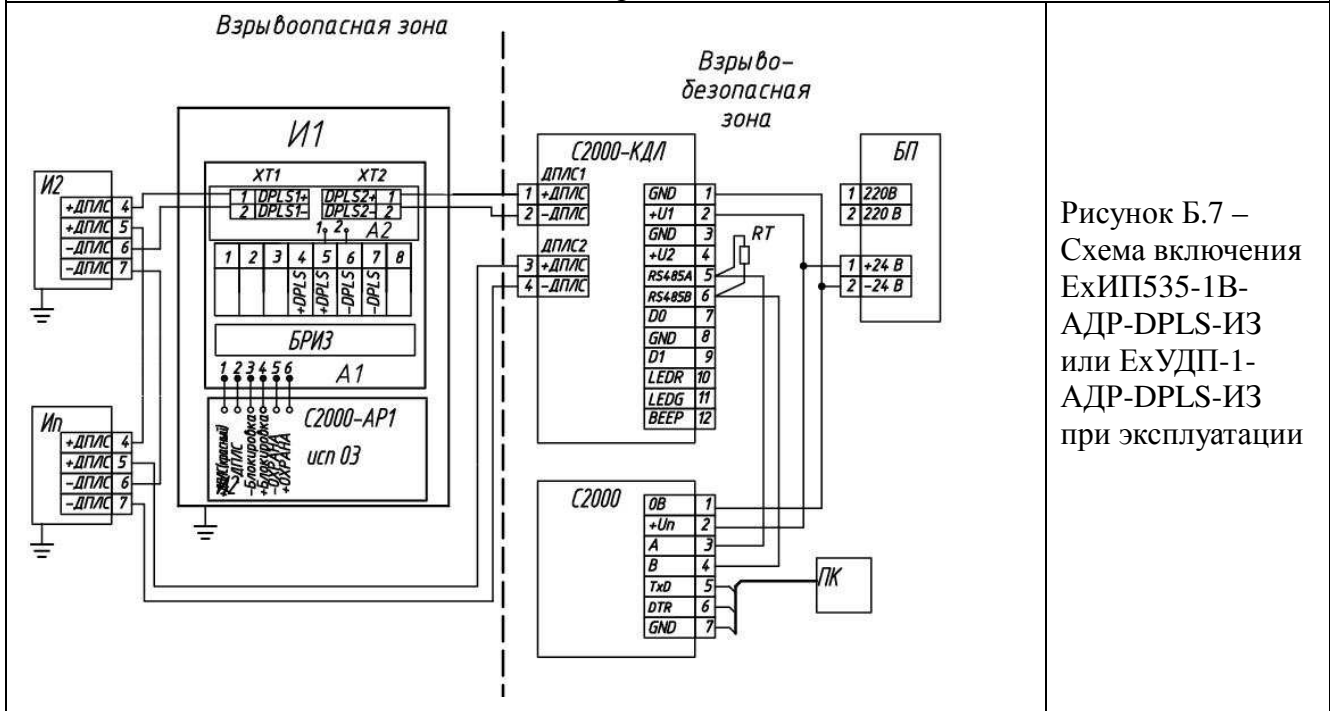 Взрывоопасная зона
Взрыво-
безопасная
зона
И1
XT1 XT2
1 DPLS1+ DPLS2+ 1
2 DPLS1- DPLS2- 2
1 2 А2
1 2 3 4 5 6 7 8
+DPLS +DPLS -DPLS -DPLS
БРИЗ
1 2 3 4 5 6 А1
С2000-АР1
исп 03
-ДПЛС
-Блокировка
+Блокировка
-ОХРАНА
+ОХРАНА
И2
+ДПЛС 4
+ДПЛС 5
-ДПЛС 6
-ДПЛС 7
Ип
+ДПЛС 4
+ДПЛС 5
-ДПЛС 6
-ДПЛС 7
С2000-КДЛ
ДПЛС1
1 +ДПЛС
2 -ДПЛС
ДПЛС2
3 +ДПЛС
4 -ДПЛС
GND 1
+U1 2
GND 3
+U2 4
RS485A 5
RS485B 6
D0 7
GND 8
D1 9
LEDR 10
LEDG 11
BEEP 12
RT
БП
1 220В
2 220 В
1 +24 В
2 -24 В
С2000
0В 1
+Uп 2
A 3
B 4
TxD 5
DTR 6
GND 7
ПК
Рисунок Б.7 –
Схема включения
ЕхИП535-1В-
АДР-DPLS-ИЗ
или ЕхУДП-1-
АДР-DPLS-ИЗ
при эксплуатации